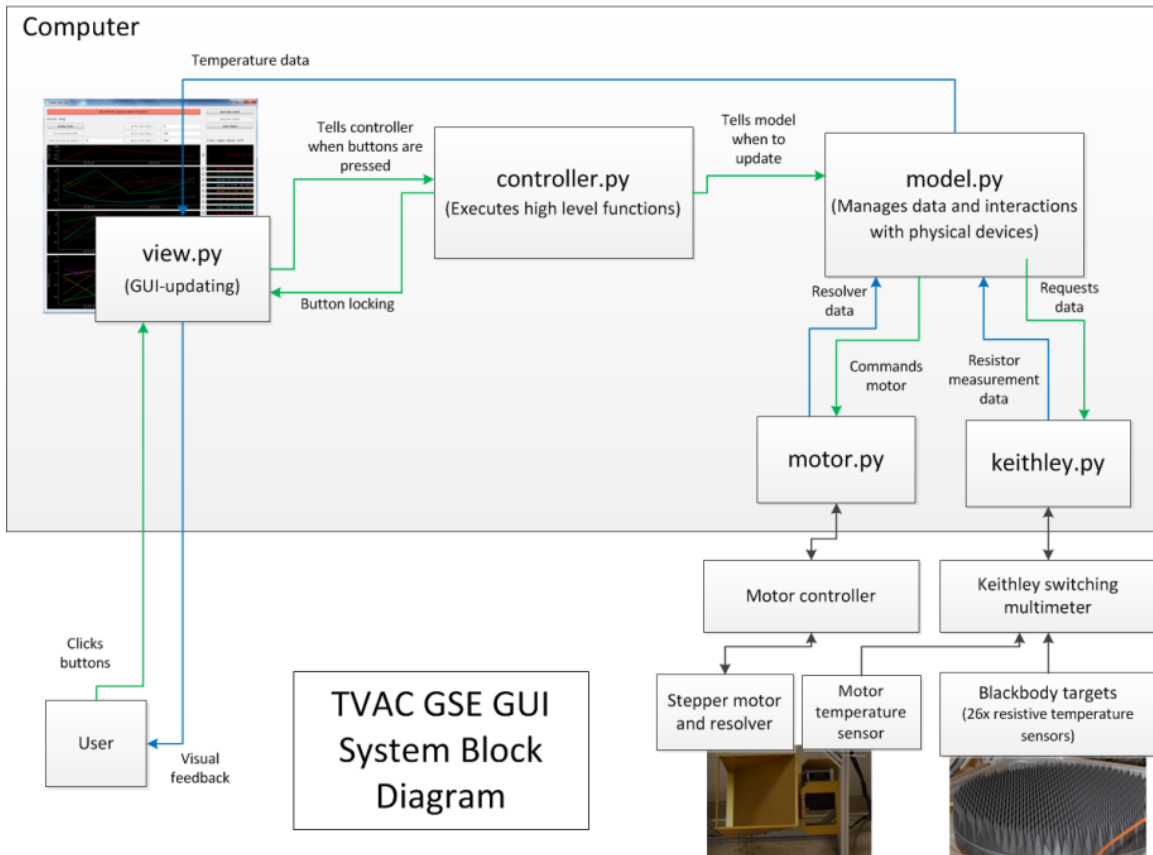 Computer
Temperature data
Tells controller
when buttons are
pressed
Tells model
when to
update
controller.py
(Executes high level functions)
model.py
(Manages data and interactions
with physical devices)
view.py
(GUI-updating)
Button locking
Resolver
data
Requests
data
Commands
motor
Resistor
measurement
data
motor.py
keithley.py
Motor controller
Keithley switching
multimeter
Clicks
buttons
User
Visual
feedback
TVAC GSE GUI
System Block
Diagram
Stepper motor
and resolver
Motor
temperature
sensor
Blackbody targets
(26x resistive temperature
sensors)